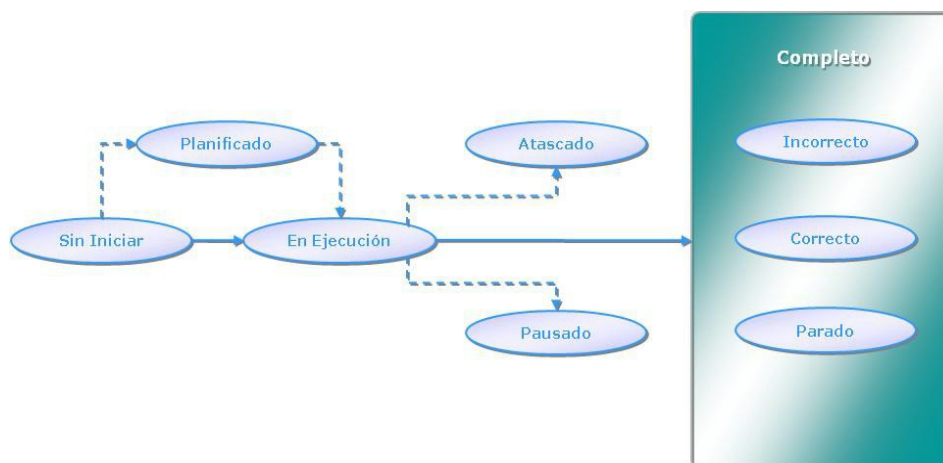 Completo
Planificado
Atascado
Incorrecto
Sin Iniciar
En Ejecución
Correcto
Pausado
Parado